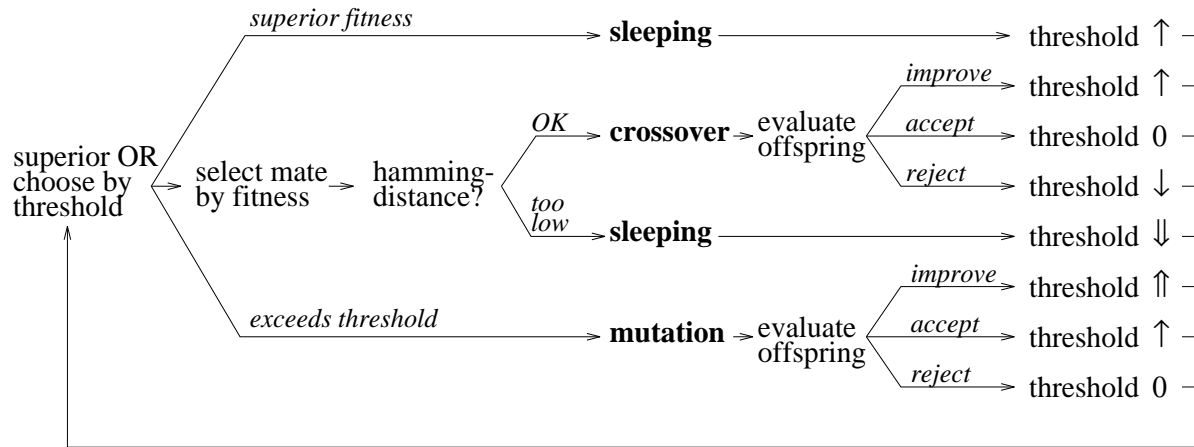 superior fitness
sleeping
threshold ↑
improve
threshold ↑
OK
crossover
evaluate
offspring
accept
threshold 0
superior OR
choose by
threshold
select mate
by fitness
hamming-
distance?
reject
threshold ↓
too
low
sleeping
threshold ⇓
improve
threshold ⇑
exceeds threshold
mutation
evaluate
offspring
accept
threshold ↑
reject
threshold 0